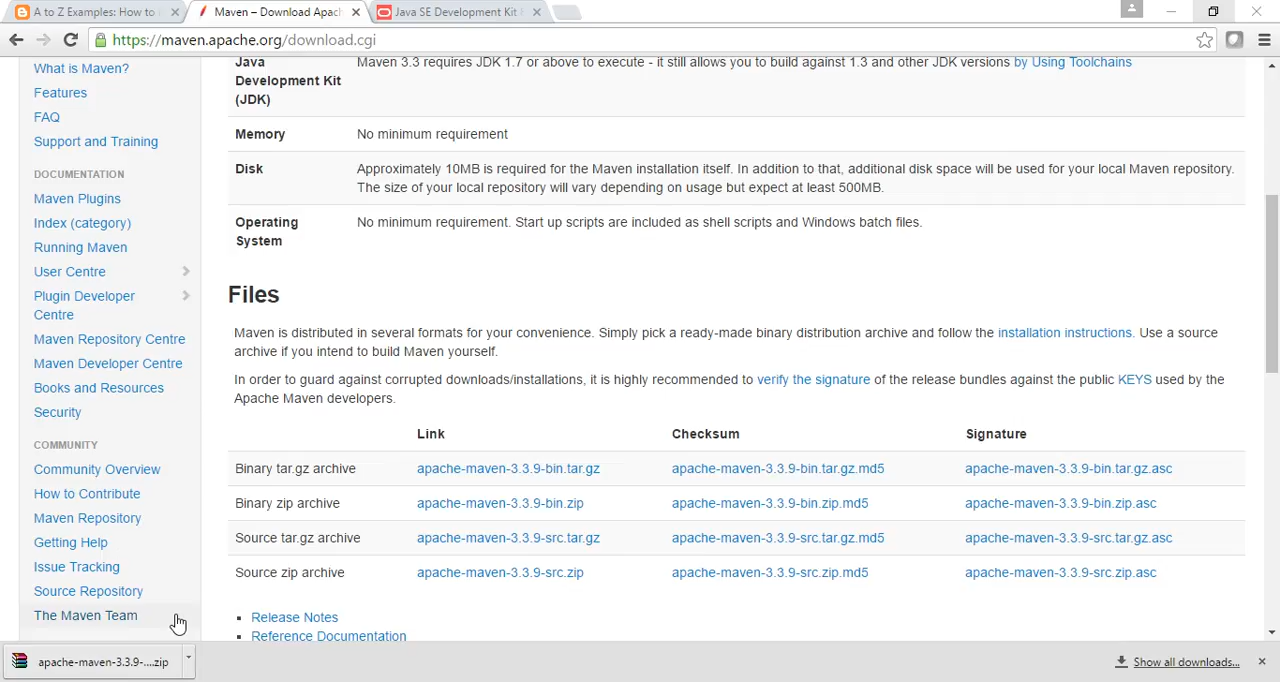 A to Z Examples: How to
Maven – Download Apach
Java SE Development Kit
https://maven.apache.org/download.cgi
What is Maven?
Features
FAQ
Support and Training
DOCUMENTATION
Maven Plugins
Index (category)
Running Maven
User Centre
Plugin Developer
Centre
Maven Repository Centre
Maven Developer Centre
Books and Resources
Security
COMMUNITY
Community Overview
How to Contribute
Maven Repository
Getting Help
Issue Tracking
Source Repository
The Maven Team
Java
Development Kit
(JDK)
Maven 3.3 requires JDK 1.7 or above to execute - it still allows you to build against 1.3 and other JDK versions by Using Toolchains
Memory
No minimum requirement
Disk
Approximately 10MB is required for the Maven installation itself. In addition to that, additional disk space will be used for your local Maven repository.
The size of your local repository will vary depending on usage but expect at least 500MB.
Operating
System
No minimum requirement. Start up scripts are included as shell scripts and Windows batch files.
Files
Maven is distributed in several formats for your convenience. Simply pick a ready-made binary distribution archive and follow the installation instructions. Use a source
archive if you intend to build Maven yourself.
In order to guard against corrupted downloads/installations, it is highly recommended to verify the signature of the release bundles against the public KEYS used by the
Apache Maven developers.
Link Checksum Signature
Binary tar.gz archive apache-maven-3.3.9-bin.tar.gz apache-maven-3.3.9-bin.tar.gz.md5 apache-maven-3.3.9-bin.tar.gz.asc
Binary zip archive apache-maven-3.3.9-bin.zip apache-maven-3.3.9-bin.zip.md5 apache-maven-3.3.9-bin.zip.asc
Source tar.gz archive apache-maven-3.3.9-src.tar.gz apache-maven-3.3.9-src.tar.gz.md5 apache-maven-3.3.9-src.tar.gz.asc
Source zip archive apache-maven-3.3.9-src.zip apache-maven-3.3.9-src.zip.md5 apache-maven-3.3.9-src.zip.asc
Release Notes
Reference Documentation
apache-maven-3.3.9-....zip
Show all downloads...